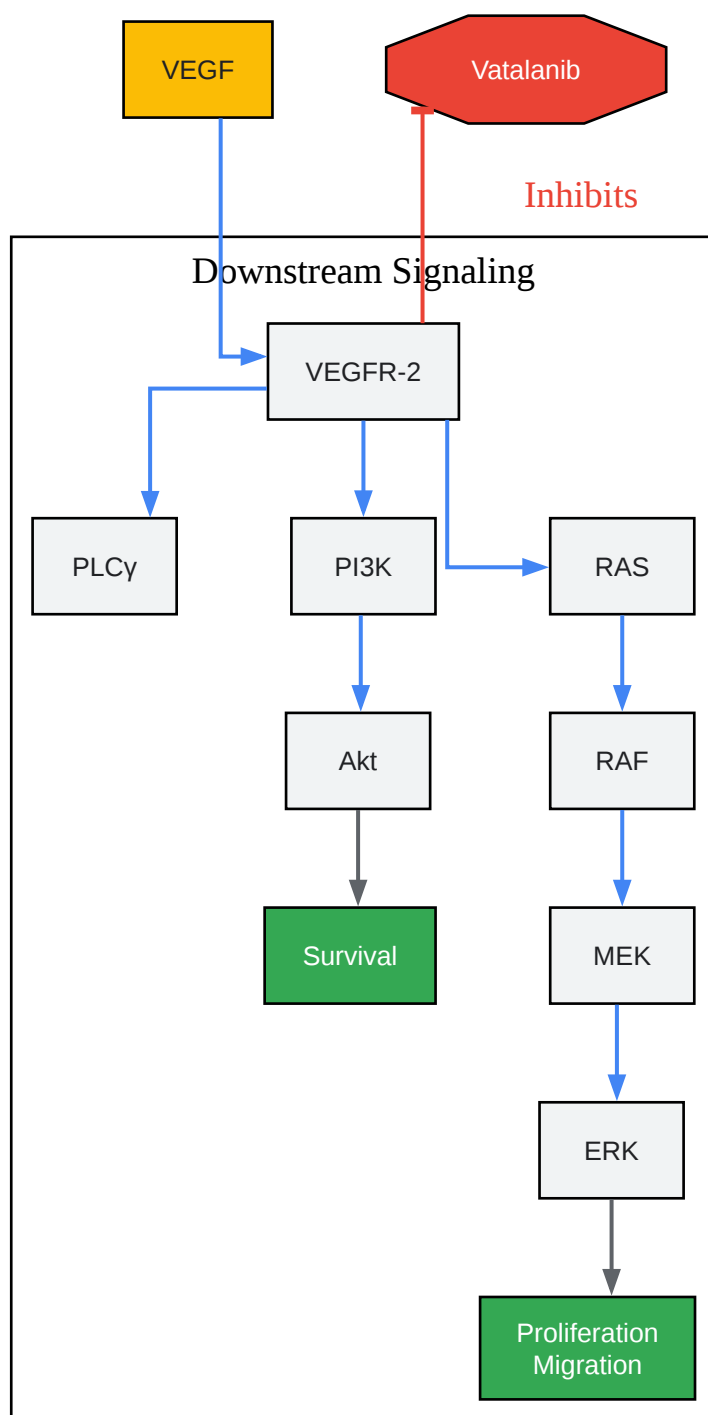 VEGF
Vatalanib
Inhibits
Downstream Signaling
VEGFR-2
PLCγ
PI3K
RAS
Akt
RAF
Survival
MEK
ERK
Proliferation
Migration